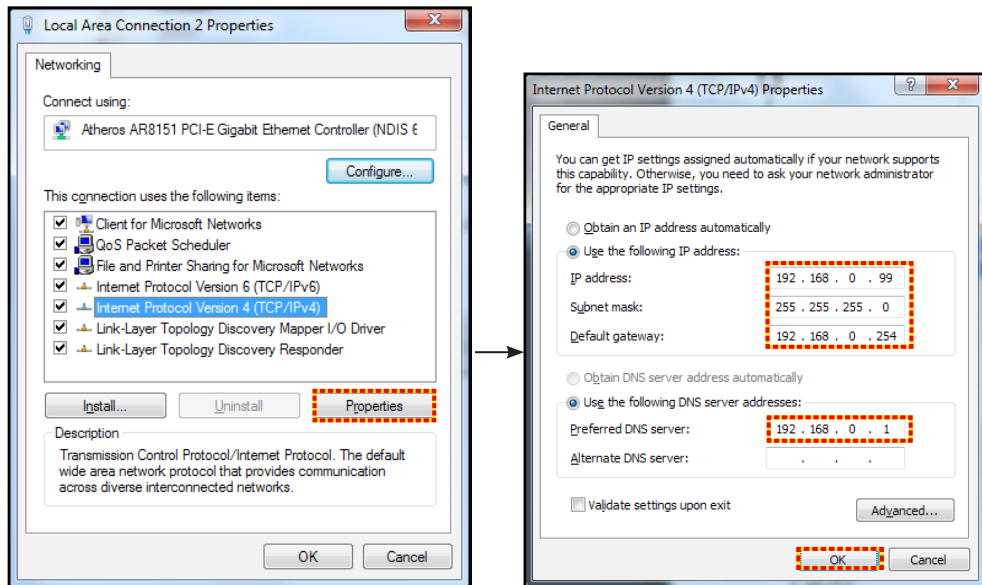 Local Area Connection 2 Properties
Networking
Connect using:
Atheros AR8151 PCI-E Gigabit Ethernet Controller (NDIS 6
Configure...
This connection uses the following items:
Client for Microsoft Networks
QoS Packet Scheduler
File and Printer Sharing for Microsoft Networks
Internet Protocol Version 6 (TCP/IPv6)
Internet Protocol Version 4 (TCP/IPv4)
Link-Layer Topology Discovery Mapper I/O Driver
Link-Layer Topology Discovery Responder
Install...
Uninstall
Properties
Description
Transmission Control Protocol/Internet Protocol. The default
wide area network protocol that provides communication
across diverse interconnected networks.
OK
Cancel
Internet Protocol Version 4 (TCP/IPv4) Properties
General
You can get IP settings assigned automatically if your network supports
this capability. Otherwise, you need to ask your network administrator
for the appropriate IP settings.
Obtain an IP address automatically
Use the following IP address:
IP address: 192 . 168 . 0 . 99
Subnet mask: 255 . 255 . 255 . 0
Default gateway: 192 . 168 . 0 . 254
Obtain DNS server address automatically
Use the following DNS server addresses:
Preferred DNS server: 192 . 168 . 0 . 1
Alternate DNS server: . . .
Validate settings upon exit
Advanced...
OK
Cancel